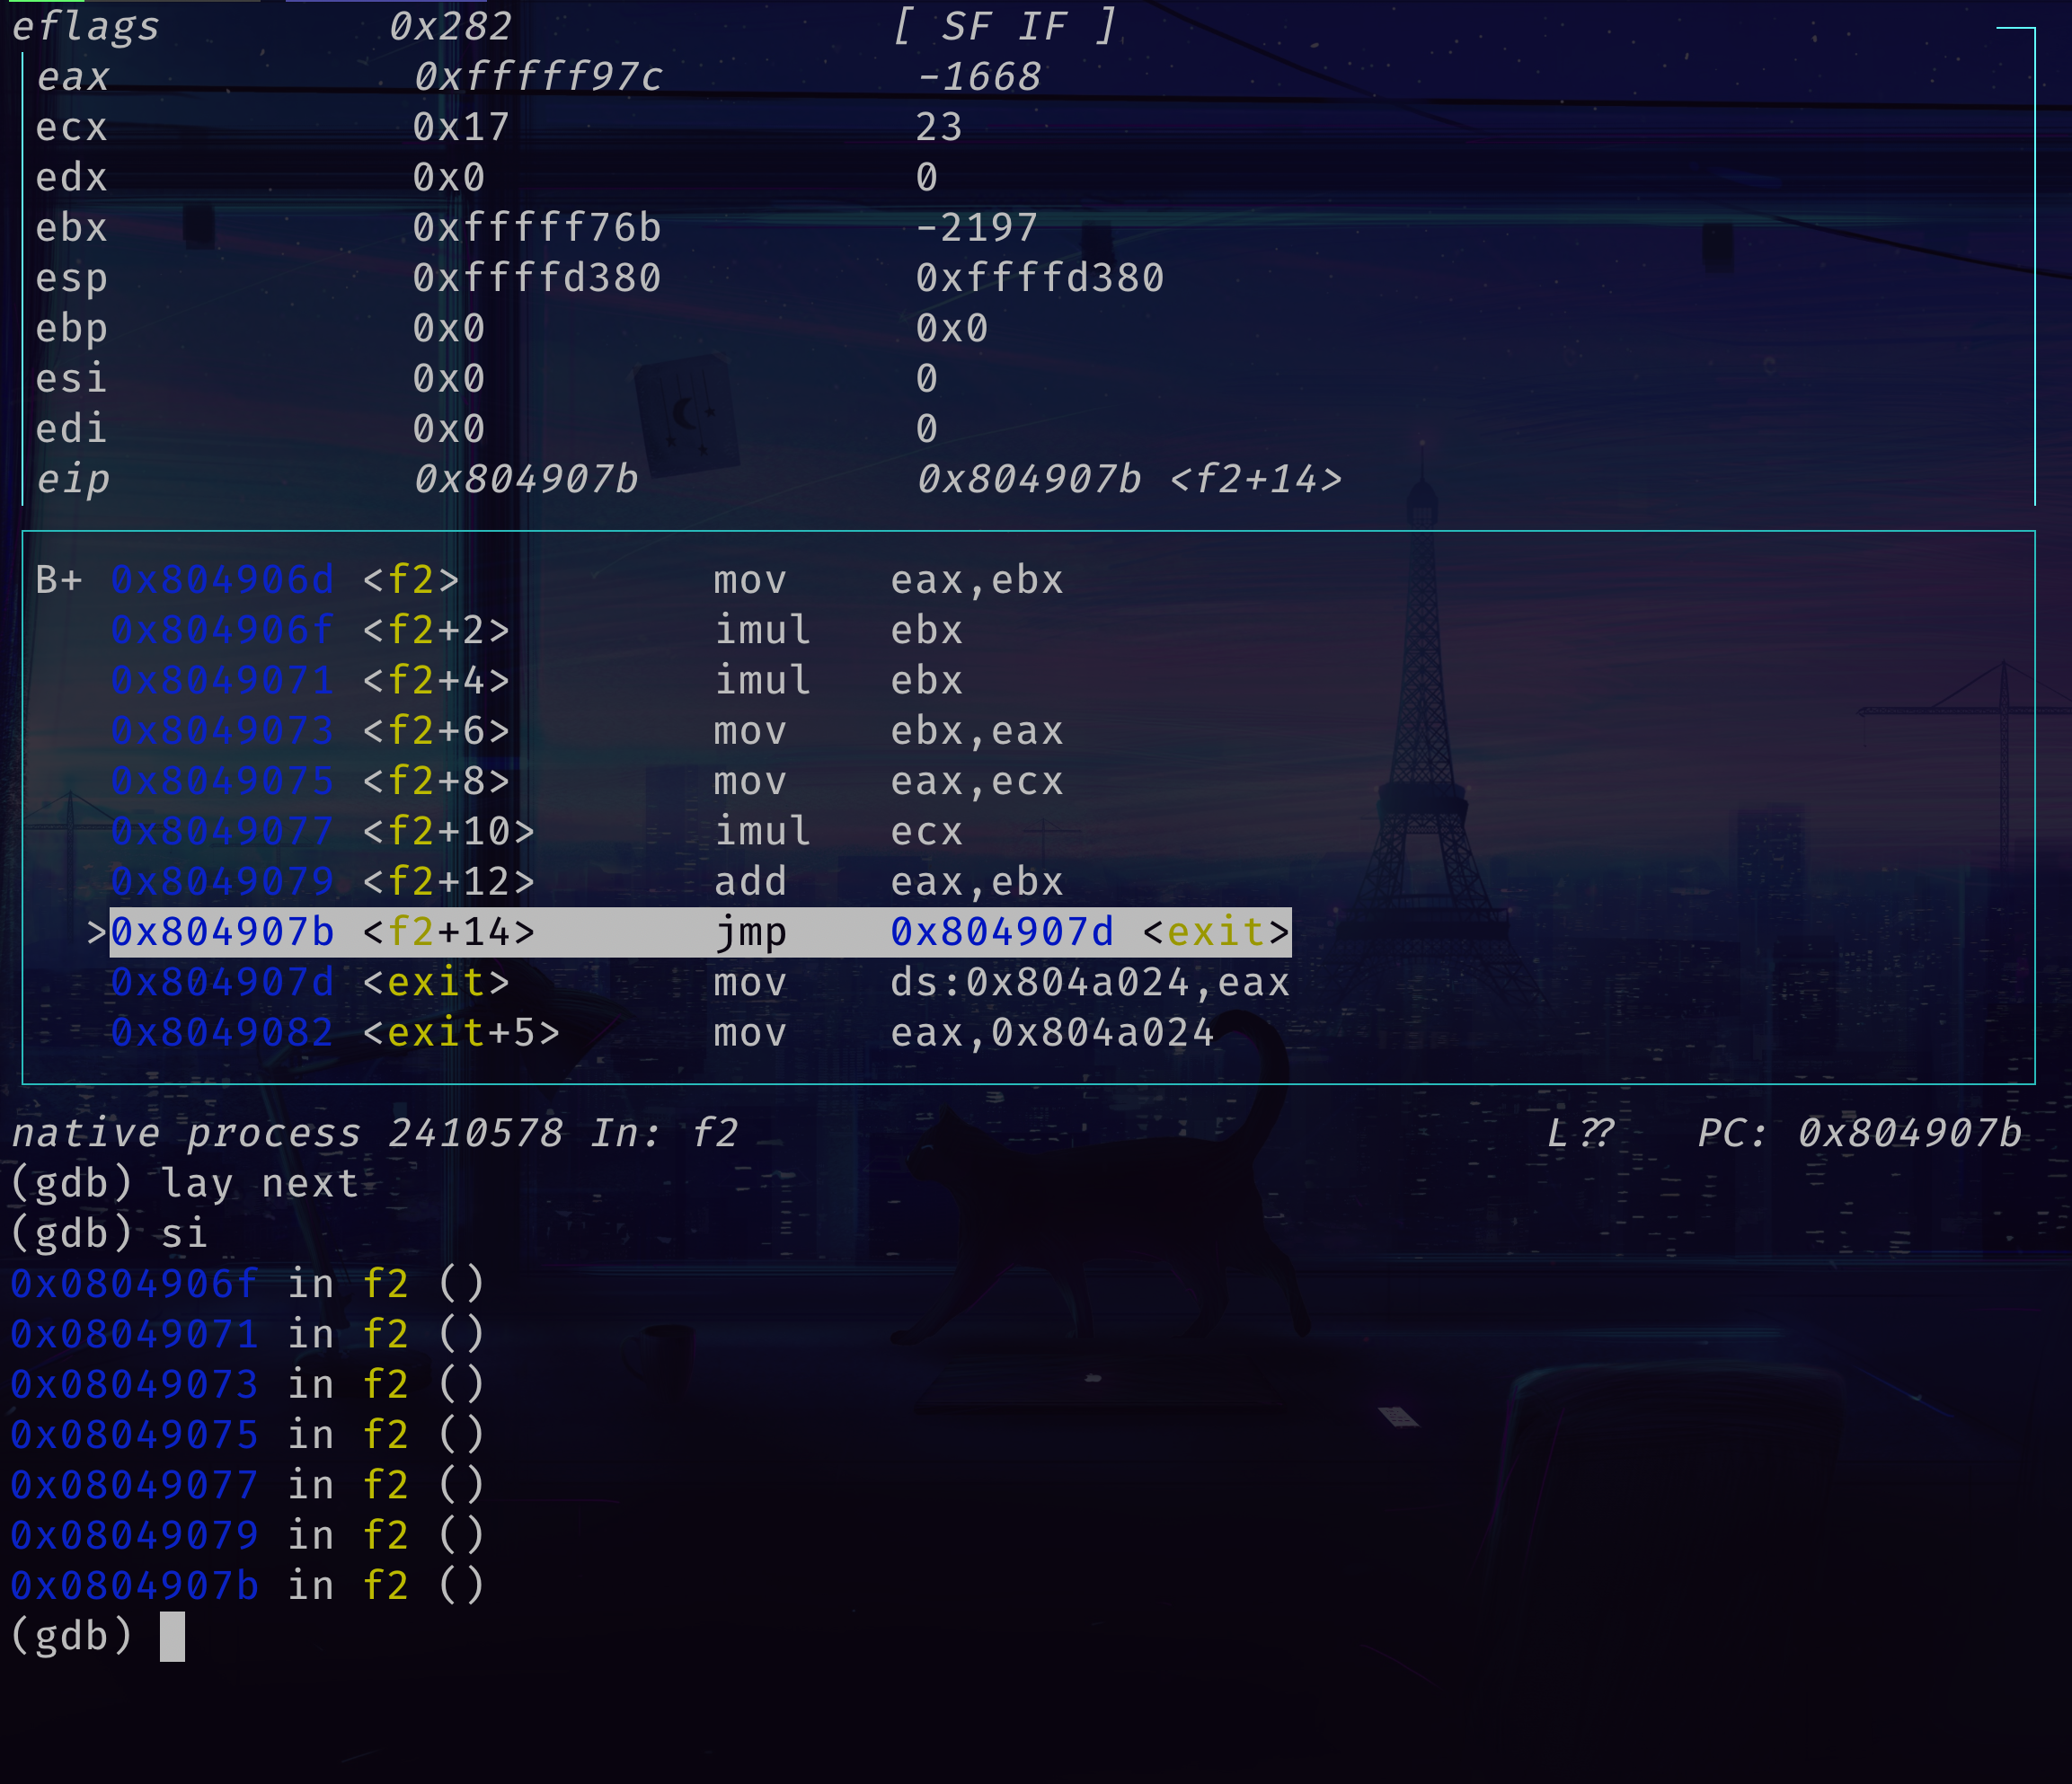 eflags 0x282 [ SF IF ]
eax 0xfffff97c -1668
ecx 0x17 23
edx 0x0 0
ebx 0xfffff76b -2197
esp 0xffffd380 0xffffd380
ebp 0x0 0x0
esi 0x0 0
edi 0x0 0
eip 0x804907b 0x804907b <f2+14>
B+ 0x804906d <f2> mov eax,ebx
0x804906f <f2+2> imul ebx
0x8049071 <f2+4> imul ebx
0x8049073 <f2+6> mov ebx,eax
0x8049075 <f2+8> mov eax,ecx
0x8049077 <f2+10> imul ecx
0x8049079 <f2+12> add eax,ebx
>0x804907b <f2+14> jmp 0x804907d <exit>
0x804907d <exit> mov ds:0x804a024,eax
0x8049082 <exit+5> mov eax,0x804a024
native process 2410578 In: f2 L?? PC: 0x804907b
(gdb) lay next
(gdb) si
0x0804906f in f2 ()
0x08049071 in f2 ()
0x08049073 in f2 ()
0x08049075 in f2 ()
0x08049077 in f2 ()
0x08049079 in f2 ()
0x0804907b in f2 ()
(gdb)